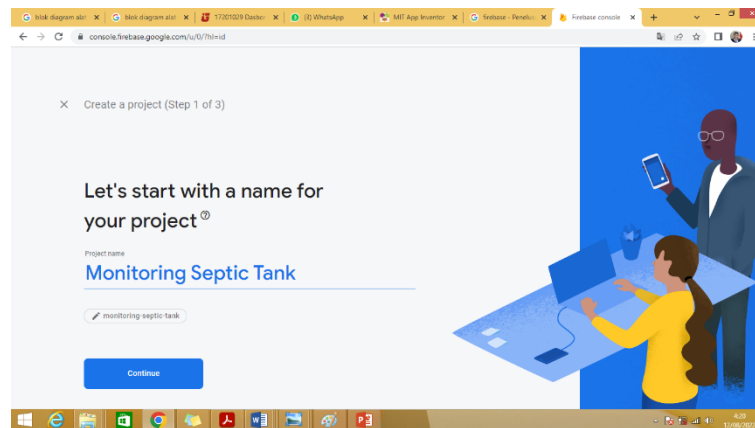 blok diagram alat
blok diagram alat
17201029 Dasbor
(3) WhatsApp
MIT App Inventor
firebase - Penelus
Firebase console
console.firebase.google.com/u/0/?hl=id
Create a project (Step 1 of 3)
Let's start with a name for
your project
Project name
Monitoring Septic Tank
monitoring-septic-tank
Continue
4:20